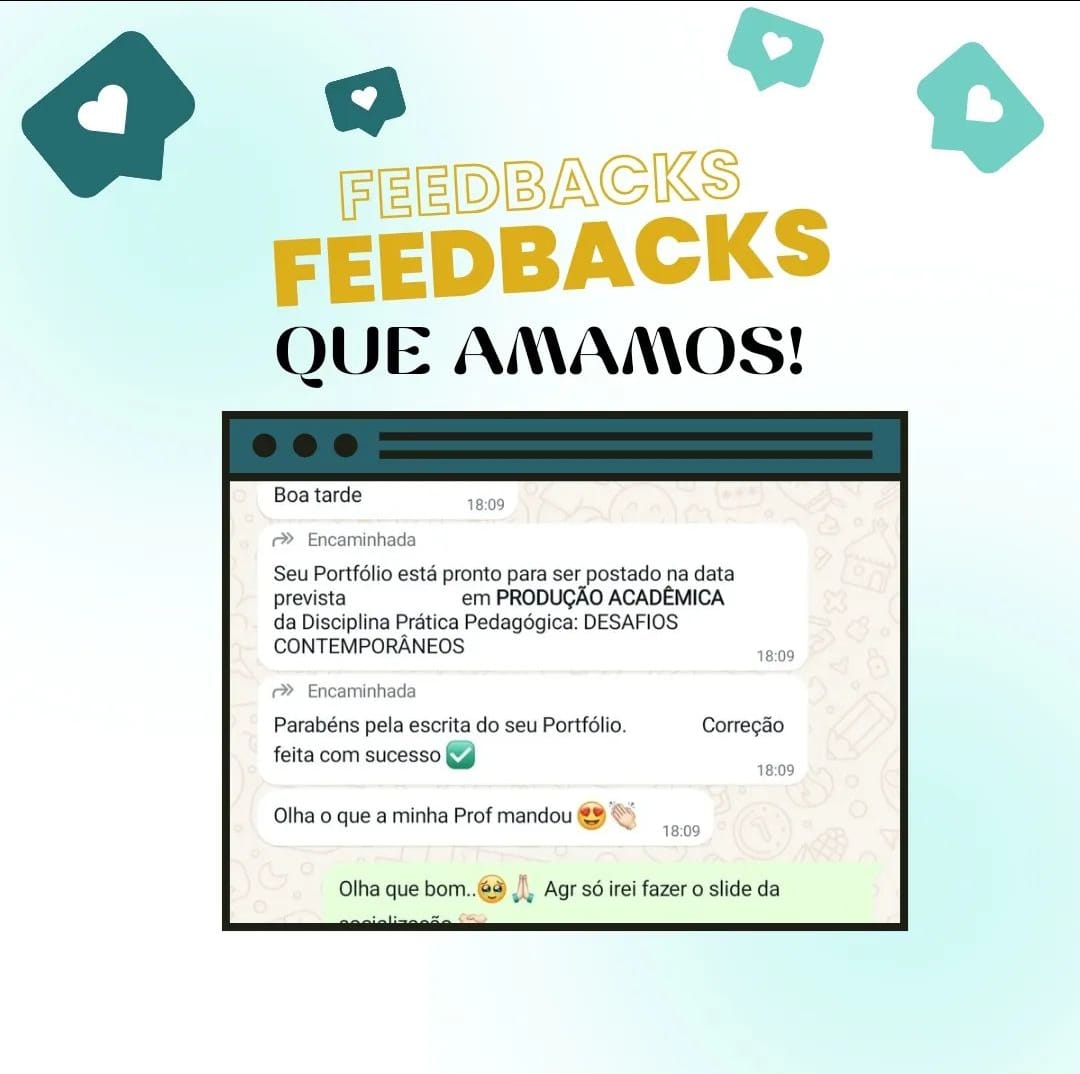 FEEDBACKS
FEEDBACKS
QUE AMAMOS!
Boa tarde
18:09
Encaminhada
Seu Portfólio está pronto para ser postado na data
prevista em PRODUÇÃO ACADÊMICA
da Disciplina Prática Pedagógica: DESAFIOS
CONTEMPORÂNEOS
18:09
Encaminhada
Parabéns pela escrita do seu Portfólio. Correção
feita com sucesso ✅
18:09
Olha o que a minha Prof mandou 😍👏🏻
18:09
Olha que bom..🥹🙏🏻 Agr só irei fazer o slide da